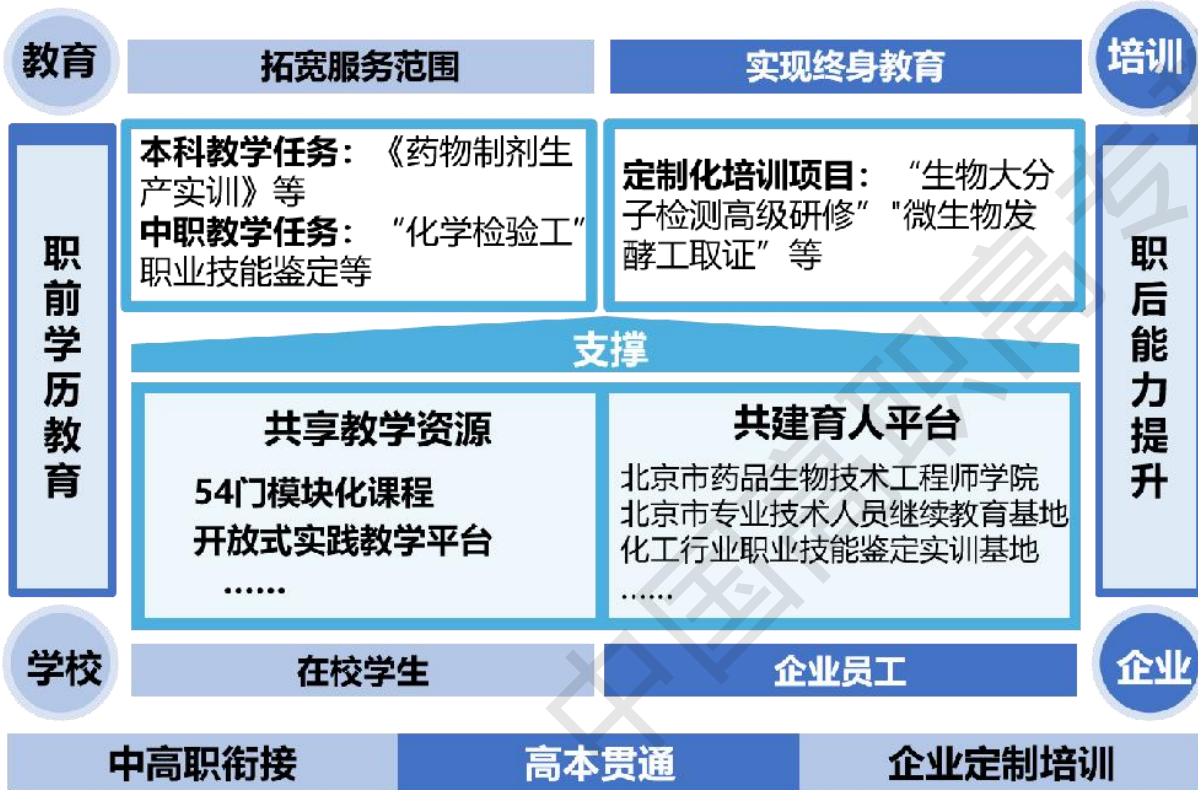 教育
拓宽服务范围
实现终身教育
培训
职前学历教育
本科教学任务：《药物制剂生
产实训》等
中职教学任务：“化学检验工”
职业技能鉴定等
定制化培训项目：“生物大分
子检测高级研修”"微生物发
酵工取证”等
职后能力提升
支撑
共享教学资源
54门模块化课程
开放式实践教学平台
……
共建育人平台
北京市药品生物技术工程师学院
北京市专业技术人员继续教育基地
化工行业职业技能鉴定实训基地
……
学校
在校学生
企业员工
企业
中高职衔接
高本贯通
企业定制培训
中国高职高专